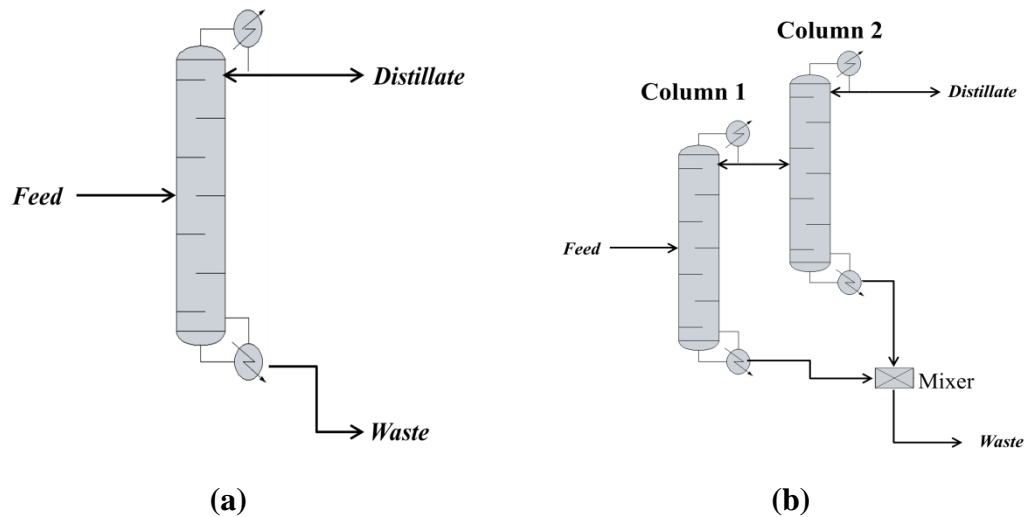 Distillate
Feed
Waste
(a)
Column 2
Column 1
Distillate
Feed
Mixer
Waste
(b)